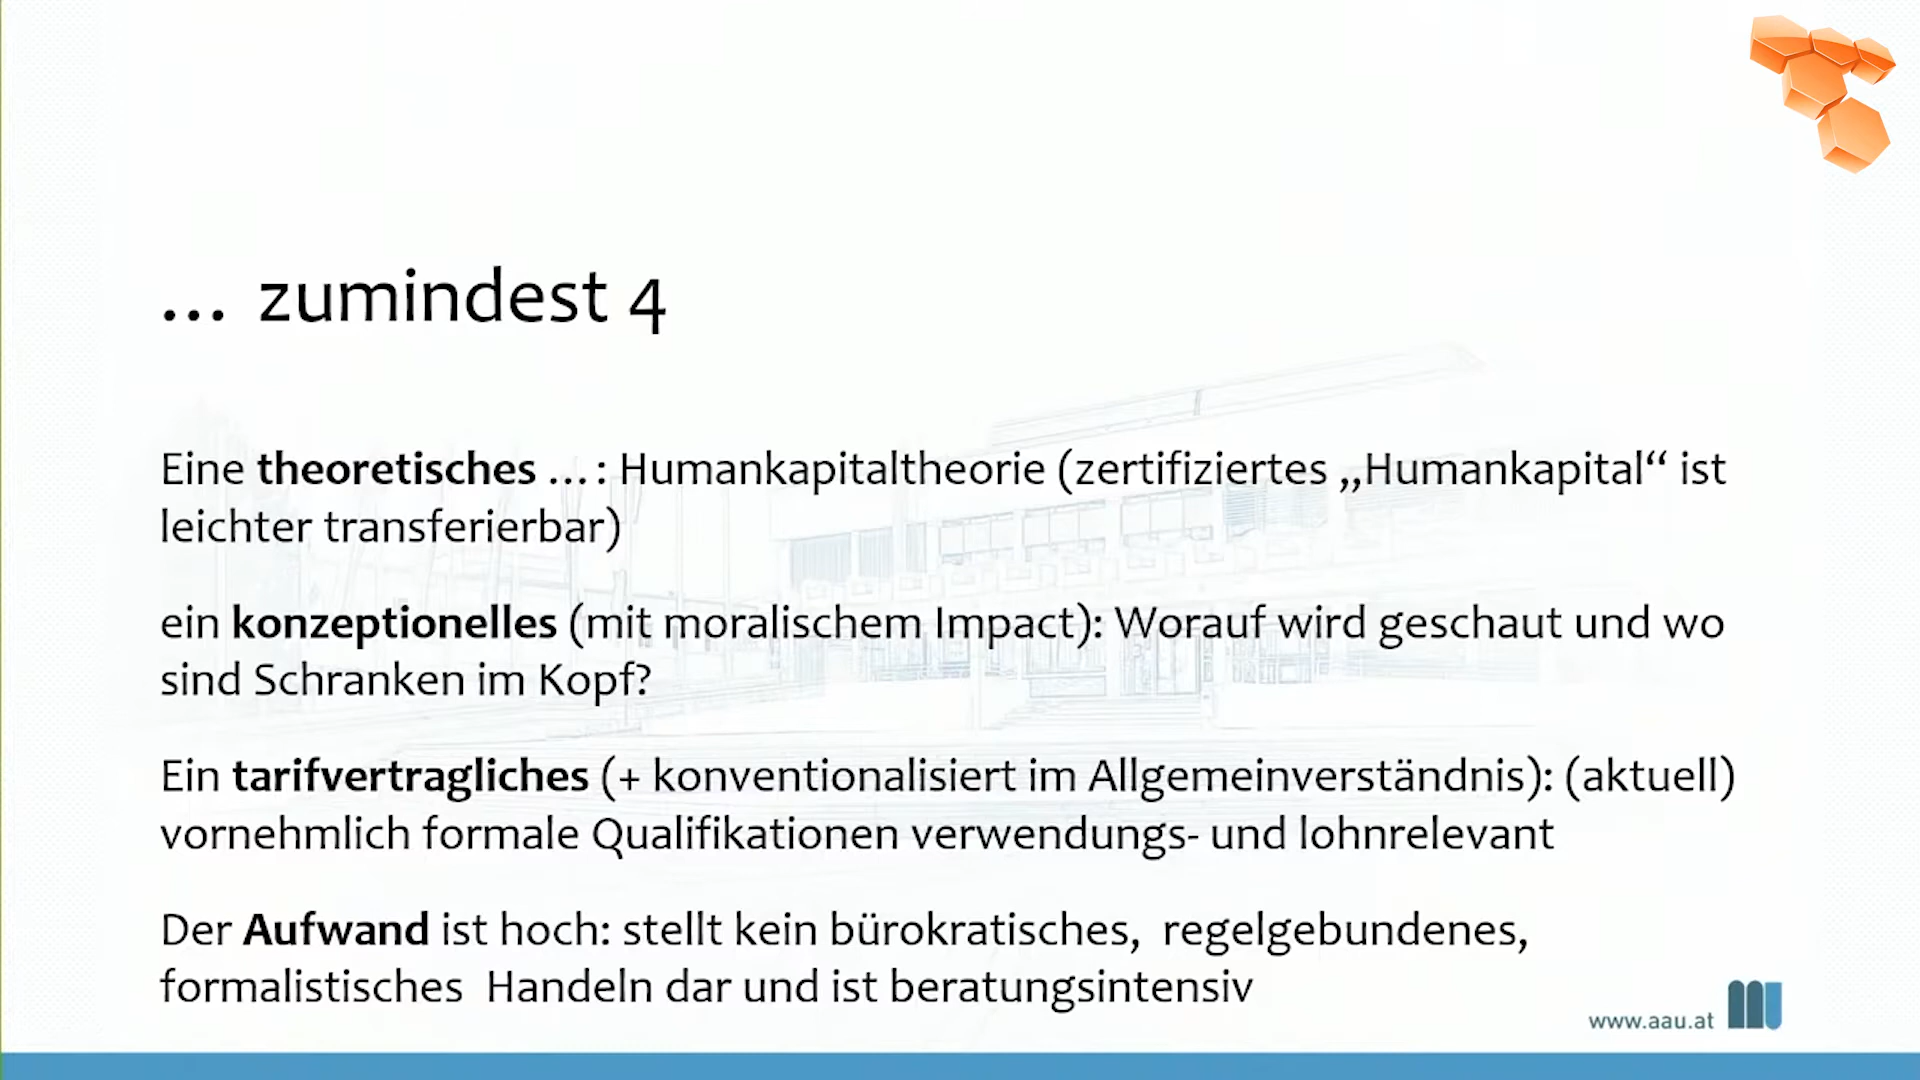 … zumindest 4
Eine theoretisches … : Humankapitaltheorie (zertifiziertes „Humankapital“ ist
leichter transferierbar)
ein konzeptionelles (mit moralischem Impact): Worauf wird geschaut und wo
sind Schranken im Kopf?
Ein tarifvertragliches (+ konventionalisiert im Allgemeinverständnis): (aktuell)
vornehmlich formale Qualifikationen verwendungs- und lohnrelevant
Der Aufwand ist hoch: stellt kein bürokratisches, regelgebundenes,
formalistisches Handeln dar und ist beratungsintensiv
www.aau.at